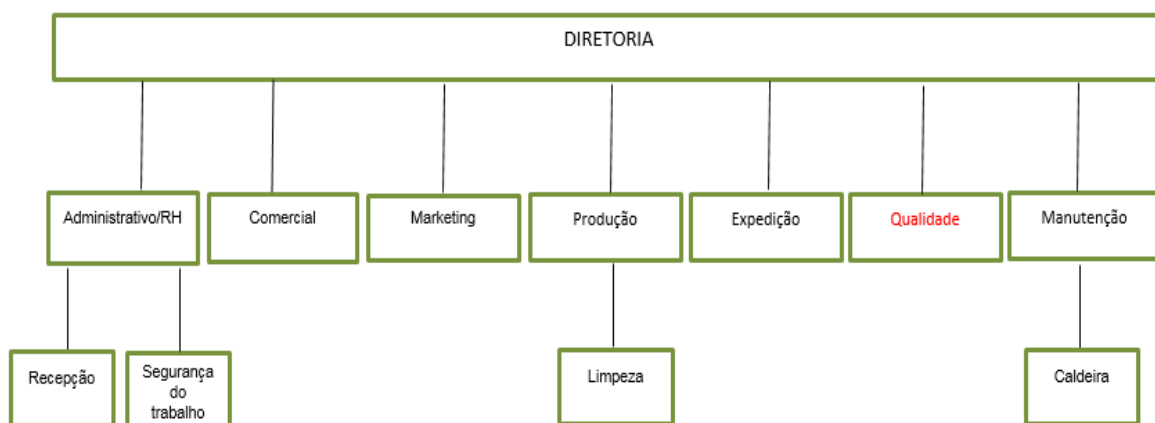 DIRETORIA
Administrativo/RH
Comercial
Marketing
Produção
Expedição
Qualidade
Manutenção
Recepção
Segurança
do
trabalho
Limpeza
Caldeira